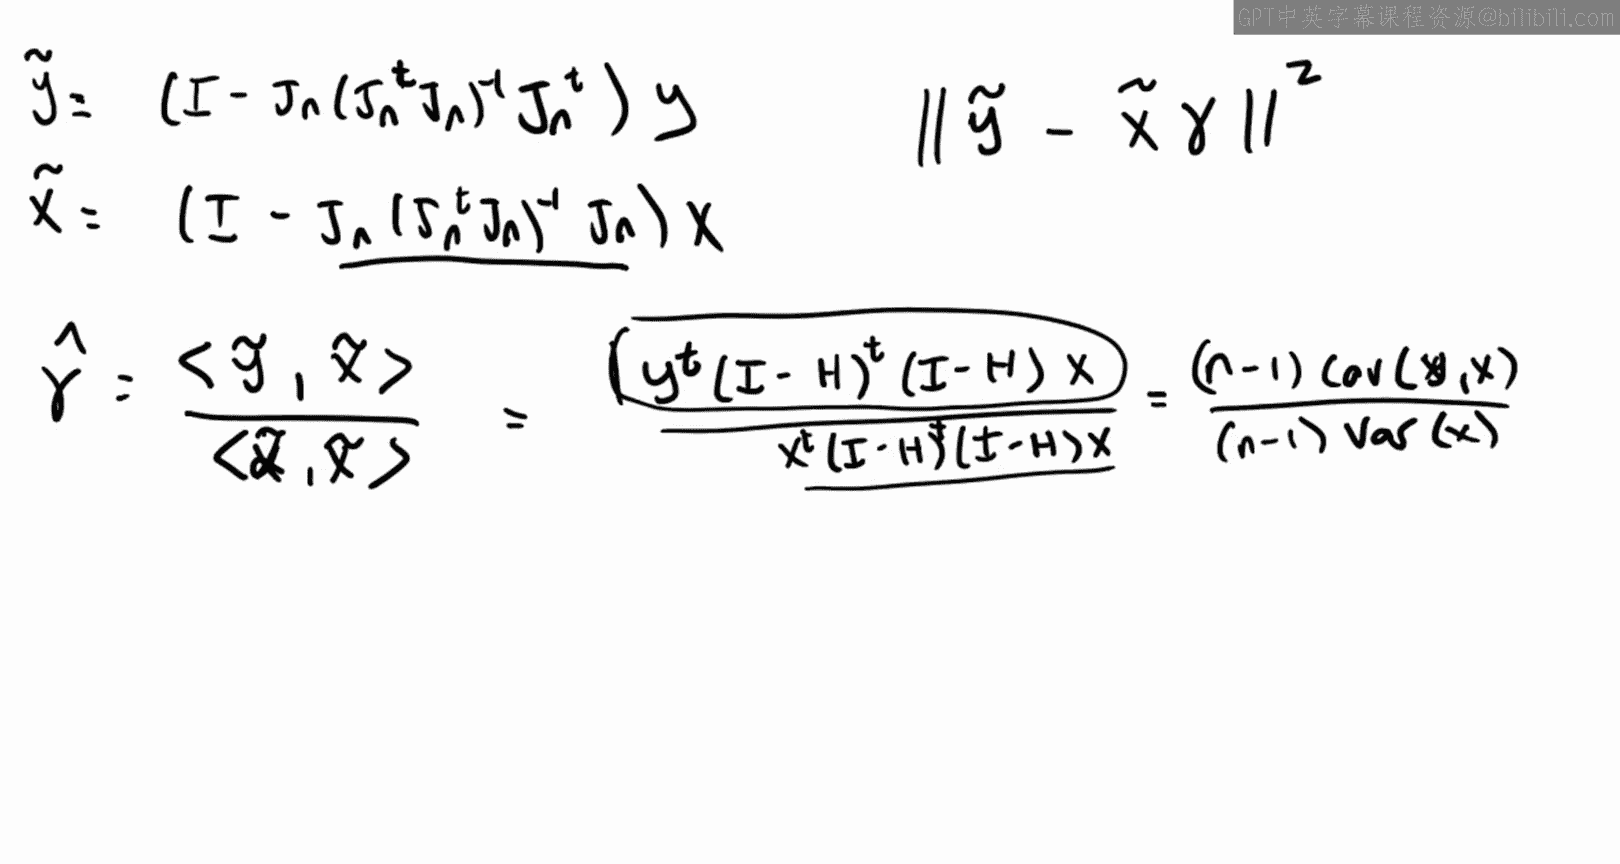 GPT中英字幕课程资源@bilibili.com
ỹ = (I - Jn(Jnᵗ Jn)⁻¹ Jnᵗ) y    ||ỹ - x̃ γ||²
x̃ = (I - Jn(Jnᵗ Jn)⁻¹ Jn) x
γ̂ = <ỹ, x̃> / <x̃, x̃> = (yᵗ(I - H)ᵗ(I - H) x / xᵗ(I - H)ᵗ(I - H) x = (n-1) cov(y, x) / (n-1) Var(x)